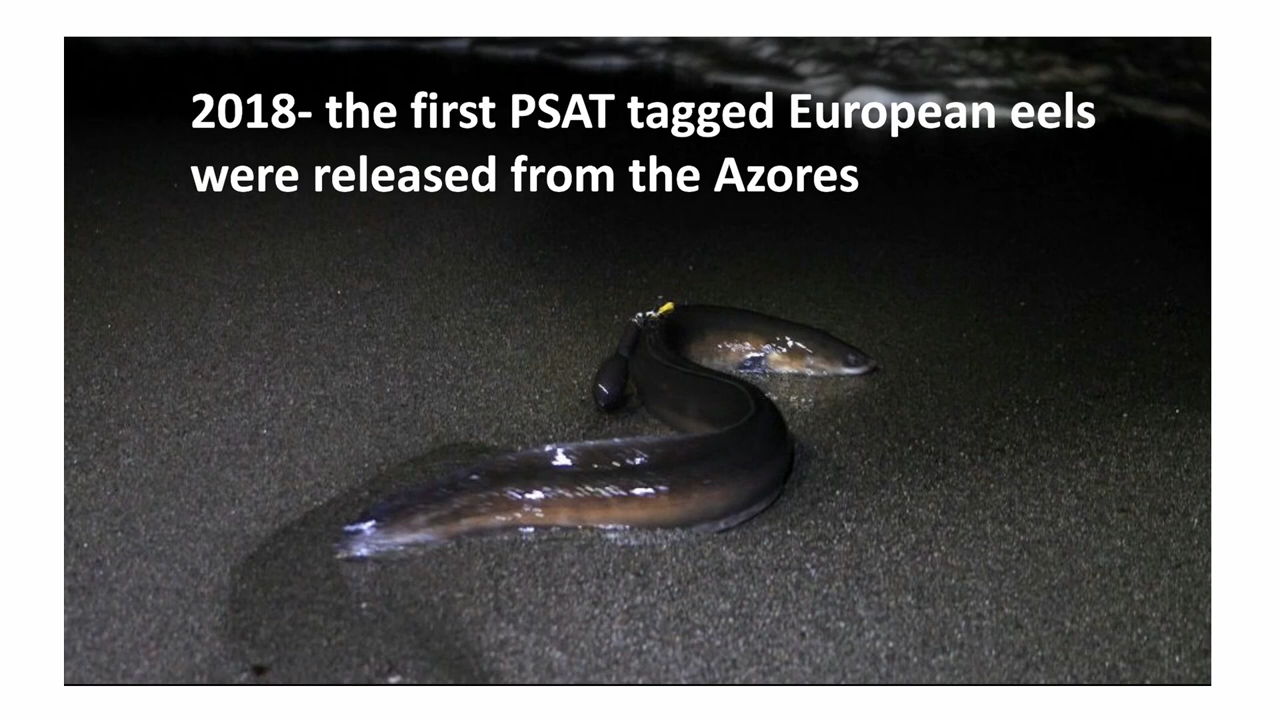 2018- the first PSAT tagged European eels
were released from the Azores